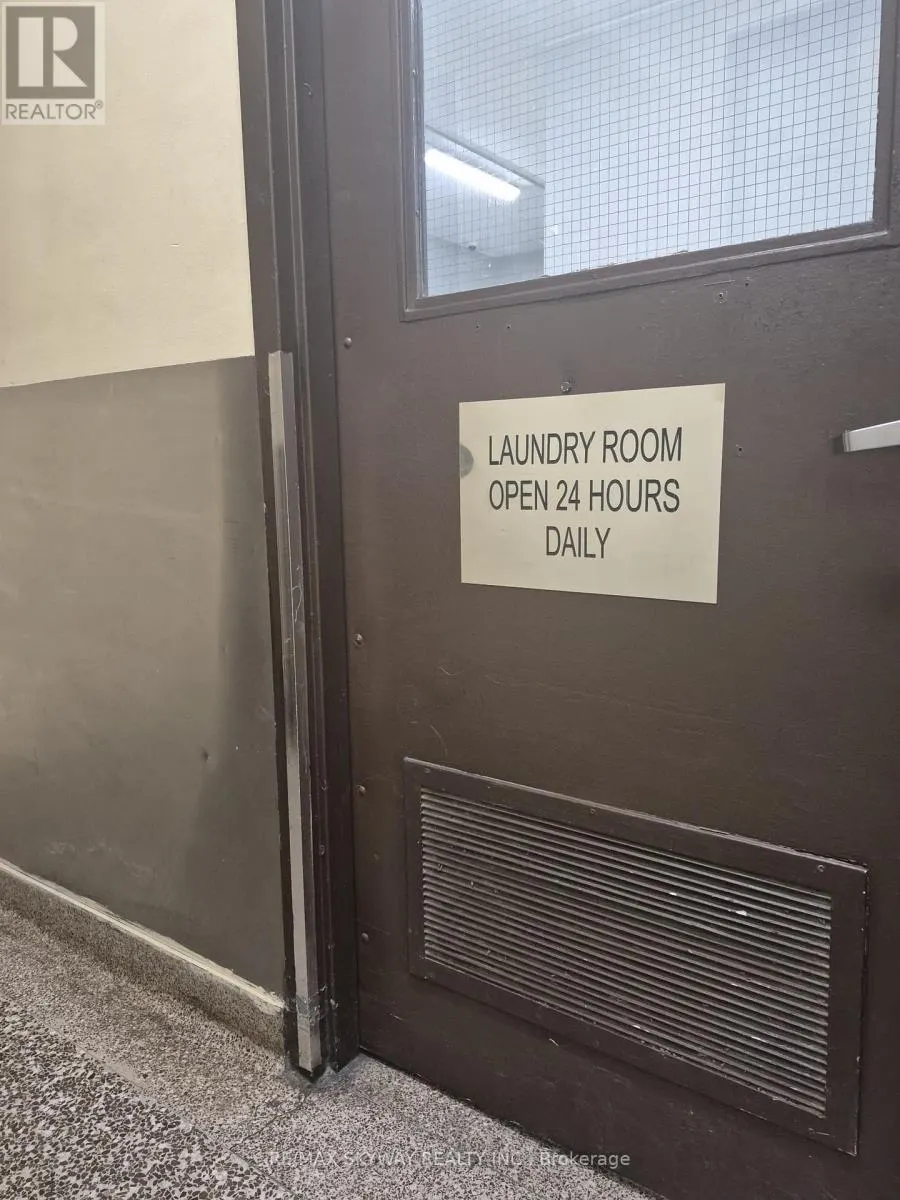 R
REALTOR®
LAUNDRY ROOM
OPEN 24 HOURS
DAILY
RE/MAX SKYWAY REALTY INC | Brokerage